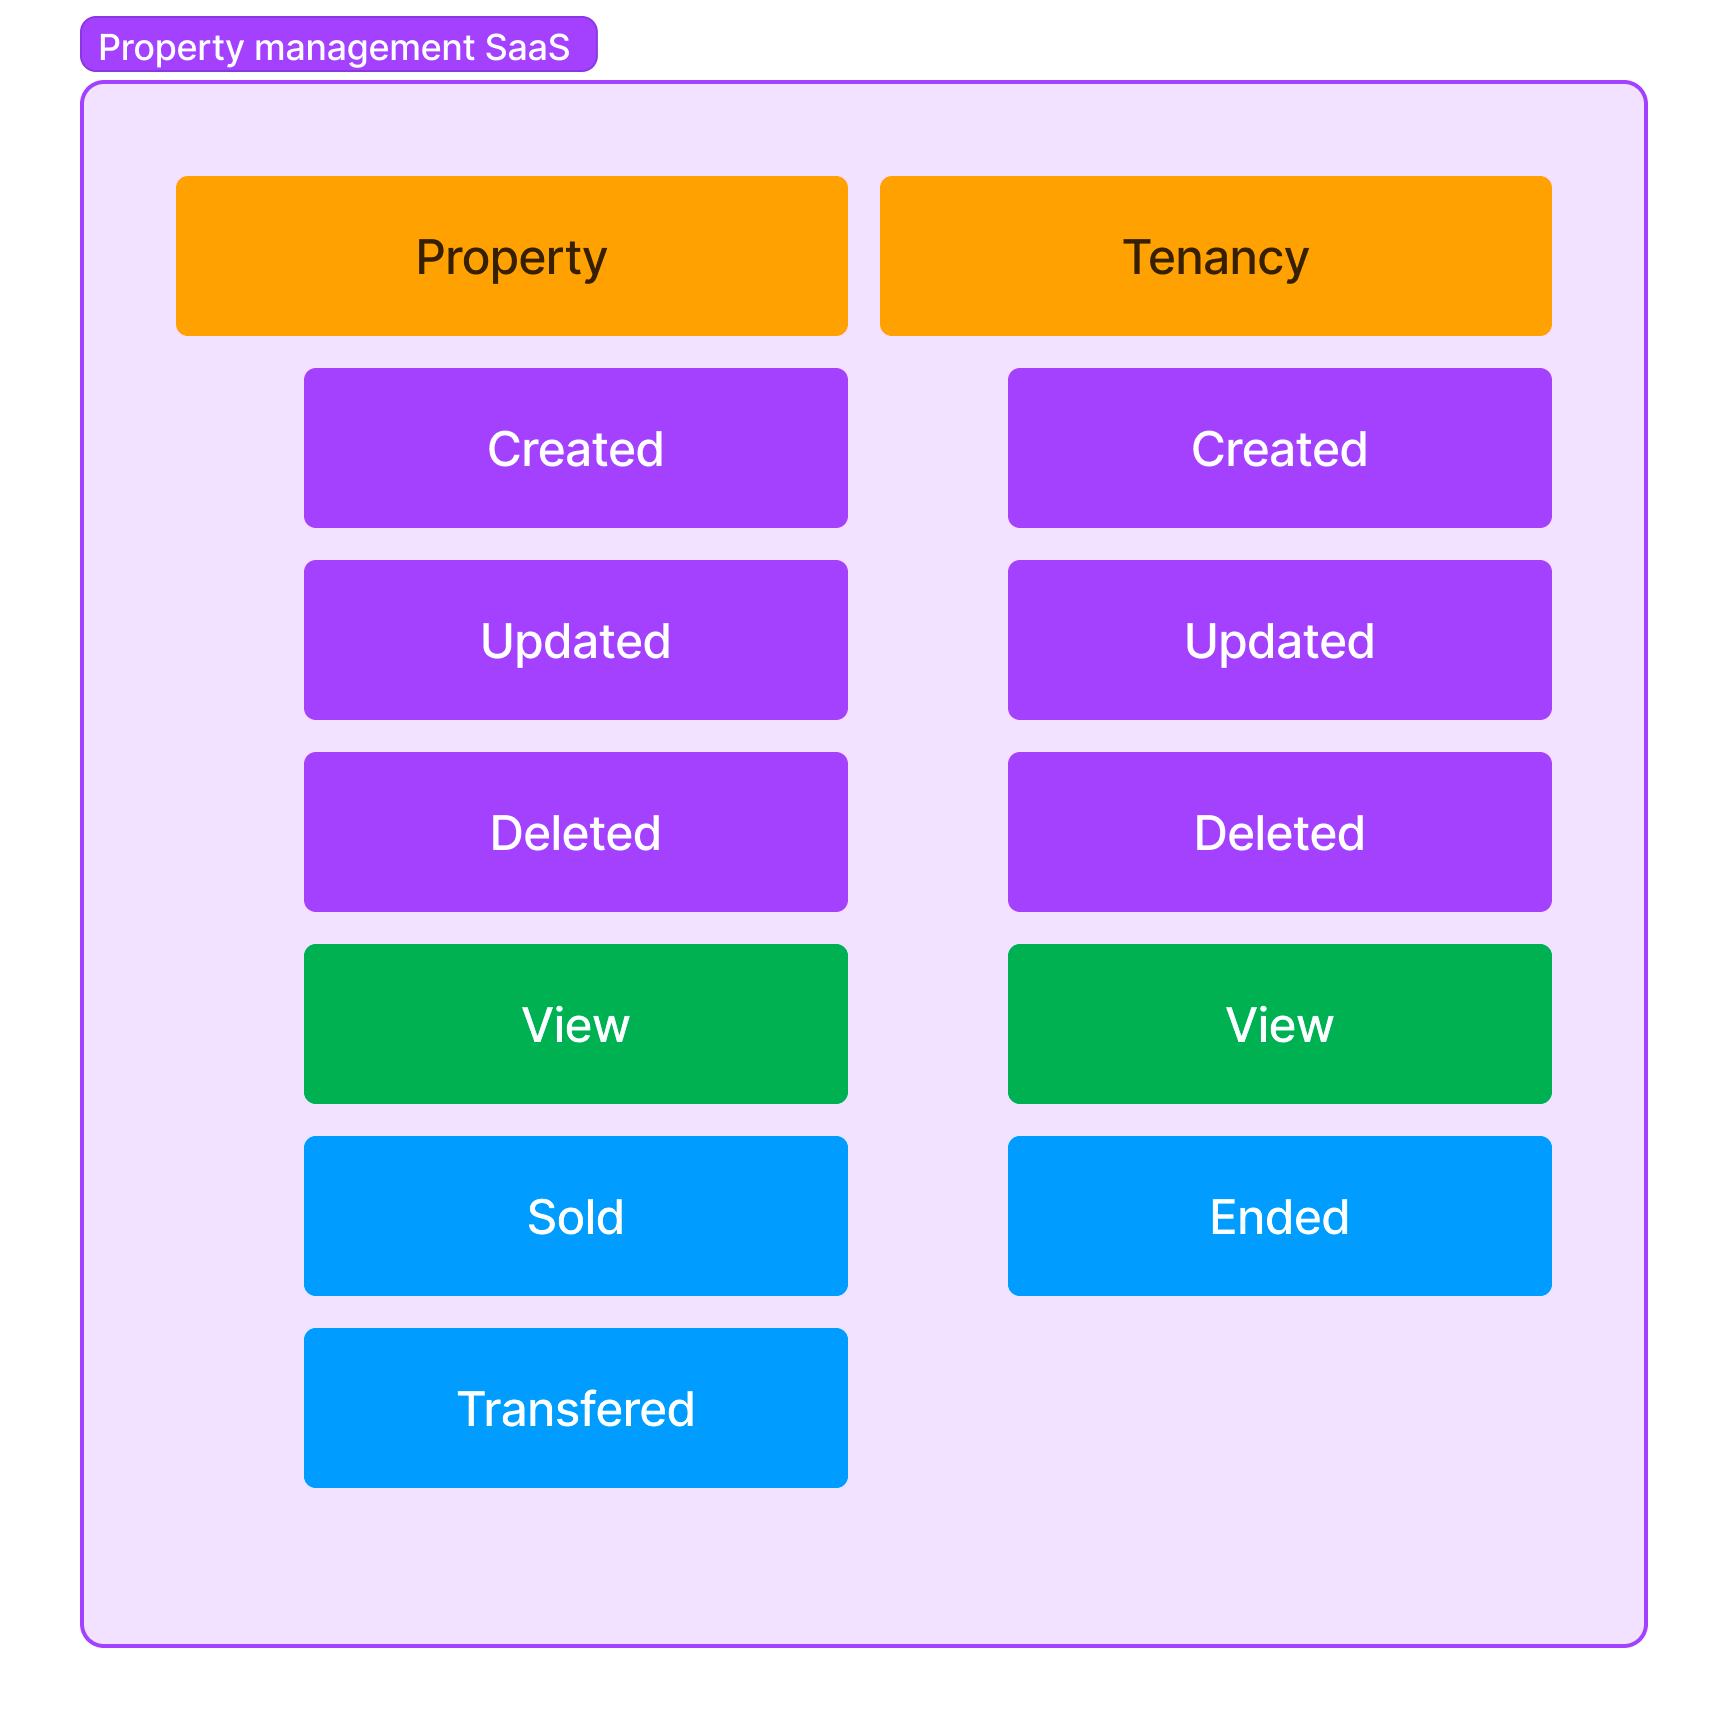 Property management SaaS
Property
Created
Updated
Deleted
View
Sold
Transfered
Tenancy
Created
Updated
Deleted
View
Ended